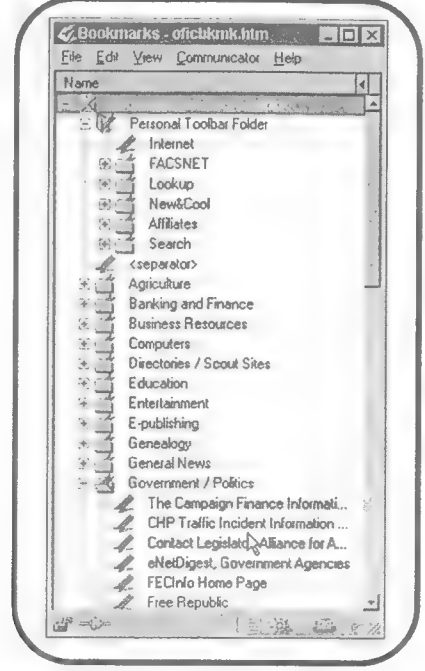 Bookmarks - oficbkmk.htm
File Edit View Communicator Help
Name
Personal Toolbar Folder
Internet
FACSNET
Lookup
New&Cool
Affiliates
Search
<separator>
Agriculture
Banking and Finance
Business Resources
Computers
Directories / Scout Sites
Education
Entertainment
E-publishing
Genealogy
General News
Government / Politics
The Campaign Finance Informati...
CHP Traffic Incident Information ...
Contact Legislator, Alliance for A...
eNetDigest, Government Agencies
FECInfo Home Page
Free Republic